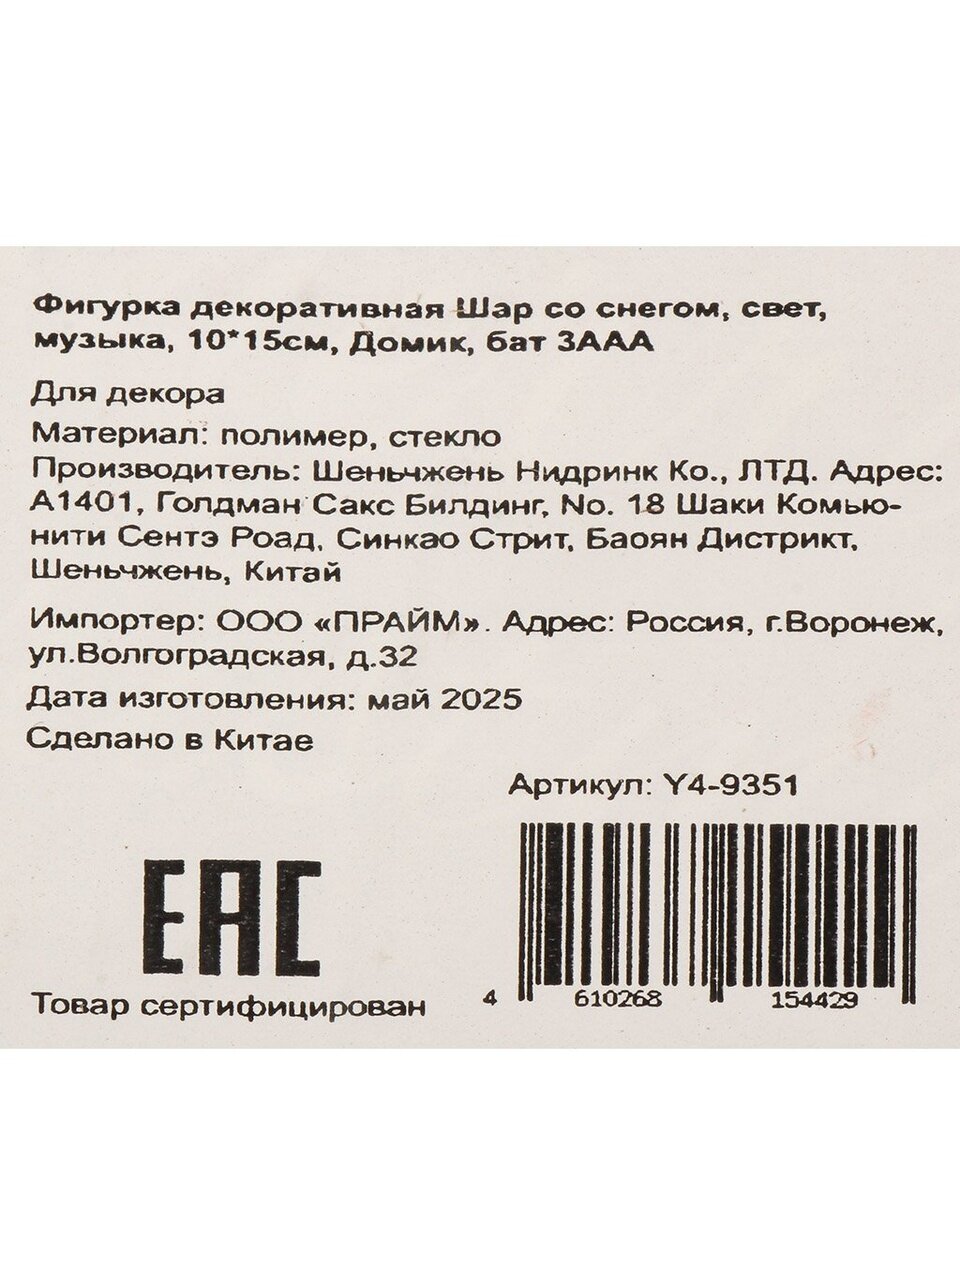 Фигурка декоративная Шар со снегом, свет,
музыка, 10*15см, Домик, бат 3ААА
Для декора
Материал: полимер, стекло
Производитель: Шеньчжень Нидринк Ко., ЛТД. Адрес:
А1401, Голдман Сакс Билдинг, No. 18 Шаки Комью-
нити Сентэ Роад, Синкао Стрит, Баоян Дистрикт,
Шеньчжень, Китай
Импортер: ООО «ПРАЙМ». Адрес: Россия, г.Воронеж,
ул.Волгоградская, д.32
Дата изготовления: май 2025
Сделано в Китае
Артикул: Y4-9351
EAC
Товар сертифицирован
4 610268 154429